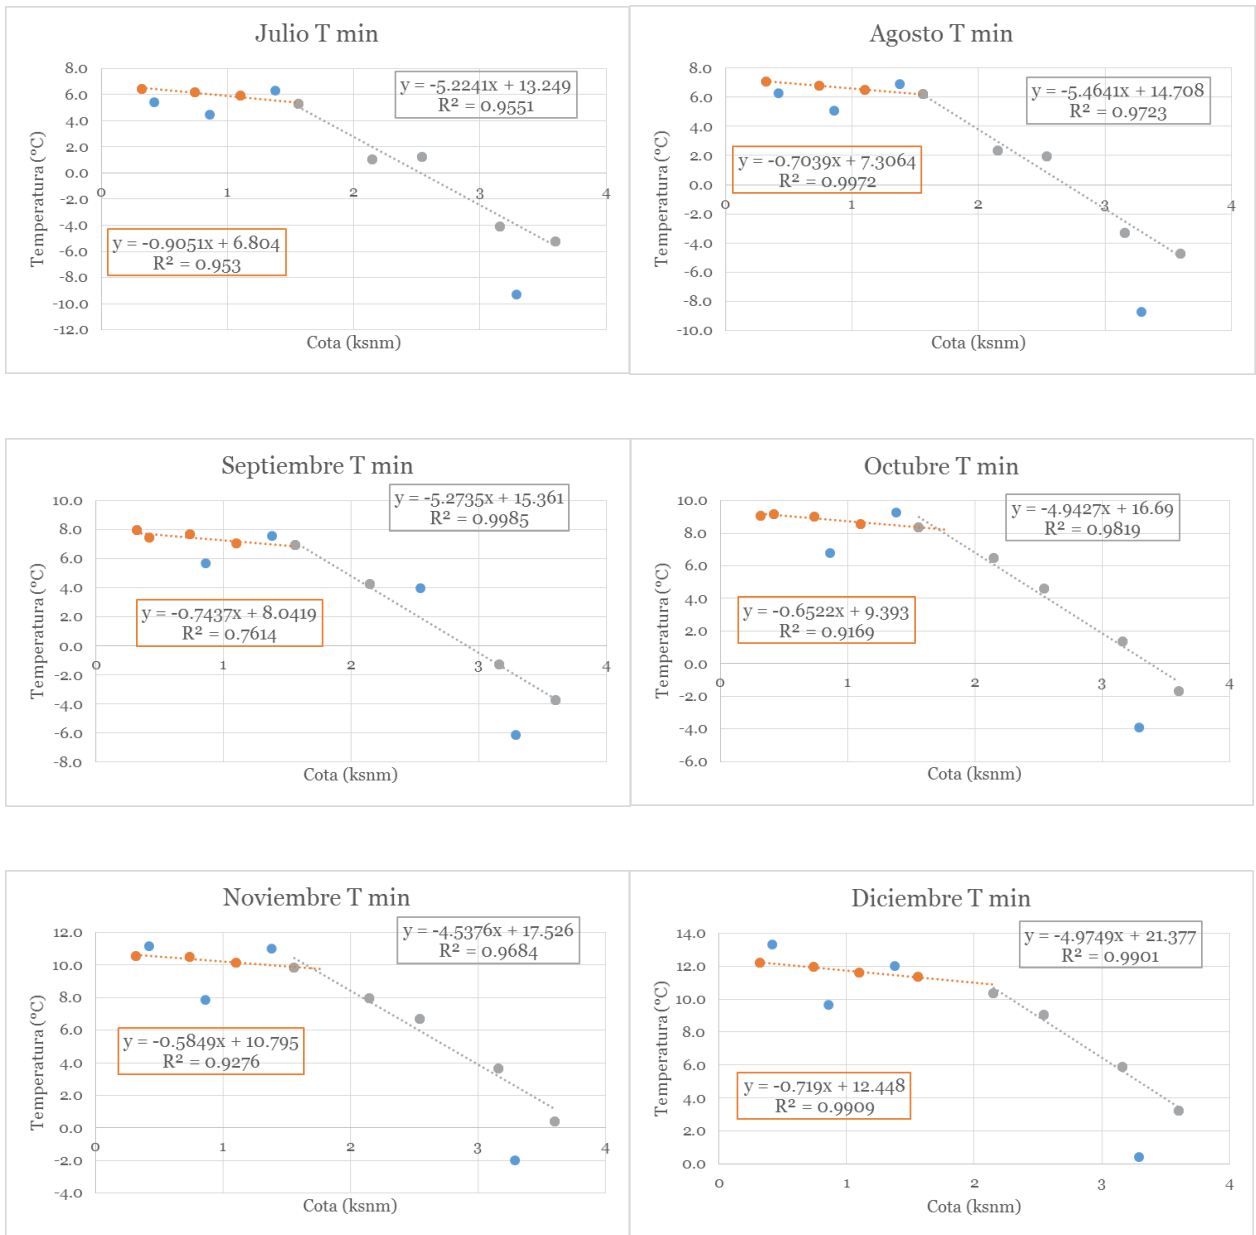 Julio T min
8.0
6.0
4.0
2.0
0.0
-2.0
-4.0
-6.0
-8.0
-10.0
-12.0
0 1 2 3 4
Temperatura (°C)
Cota (ksnm)
y = -5.2241x + 13.249
R² = 0.9551
y = -0.9051x + 6.804
R² = 0.953
Agosto T min
8.0
6.0
4.0
2.0
0.0
-2.0
-4.0
-6.0
-8.0
-10.0
0 1 2 3 4
Temperatura (°C)
Cota (ksnm)
y = -5.4641x + 14.708
R² = 0.9723
y = -0.7039x + 7.3064
R² = 0.9972
Septiembre T min
10.0
8.0
6.0
4.0
2.0
0.0
-2.0
-4.0
-6.0
-8.0
0 1 2 3 4
Temperatura (°C)
Cota (ksnm)
y = -5.2735x + 15.361
R² = 0.9985
y = -0.7437x + 8.0419
R² = 0.7614
Octubre T min
10.0
8.0
6.0
4.0
2.0
0.0
-2.0
-4.0
-6.0
0 1 2 3 4
Temperatura (°C)
Cota (ksnm)
y = -4.9427x + 16.69
R² = 0.9819
y = -0.6522x + 9.393
R² = 0.9169
Noviembre T min
12.0
10.0
8.0
6.0
4.0
2.0
0.0
-2.0
-4.0
0 1 2 3 4
Temperatura (°C)
Cota (ksnm)
y = -4.5376x + 17.526
R² = 0.9684
y = -0.5849x + 10.795
R² = 0.9276
Diciembre T min
14.0
12.0
10.0
8.0
6.0
4.0
2.0
0.0
0 1 2 3 4
Temperatura (°C)
Cota (ksnm)
y = -4.9749x + 21.377
R² = 0.9901
y = -0.719x + 12.448
R² = 0.9909